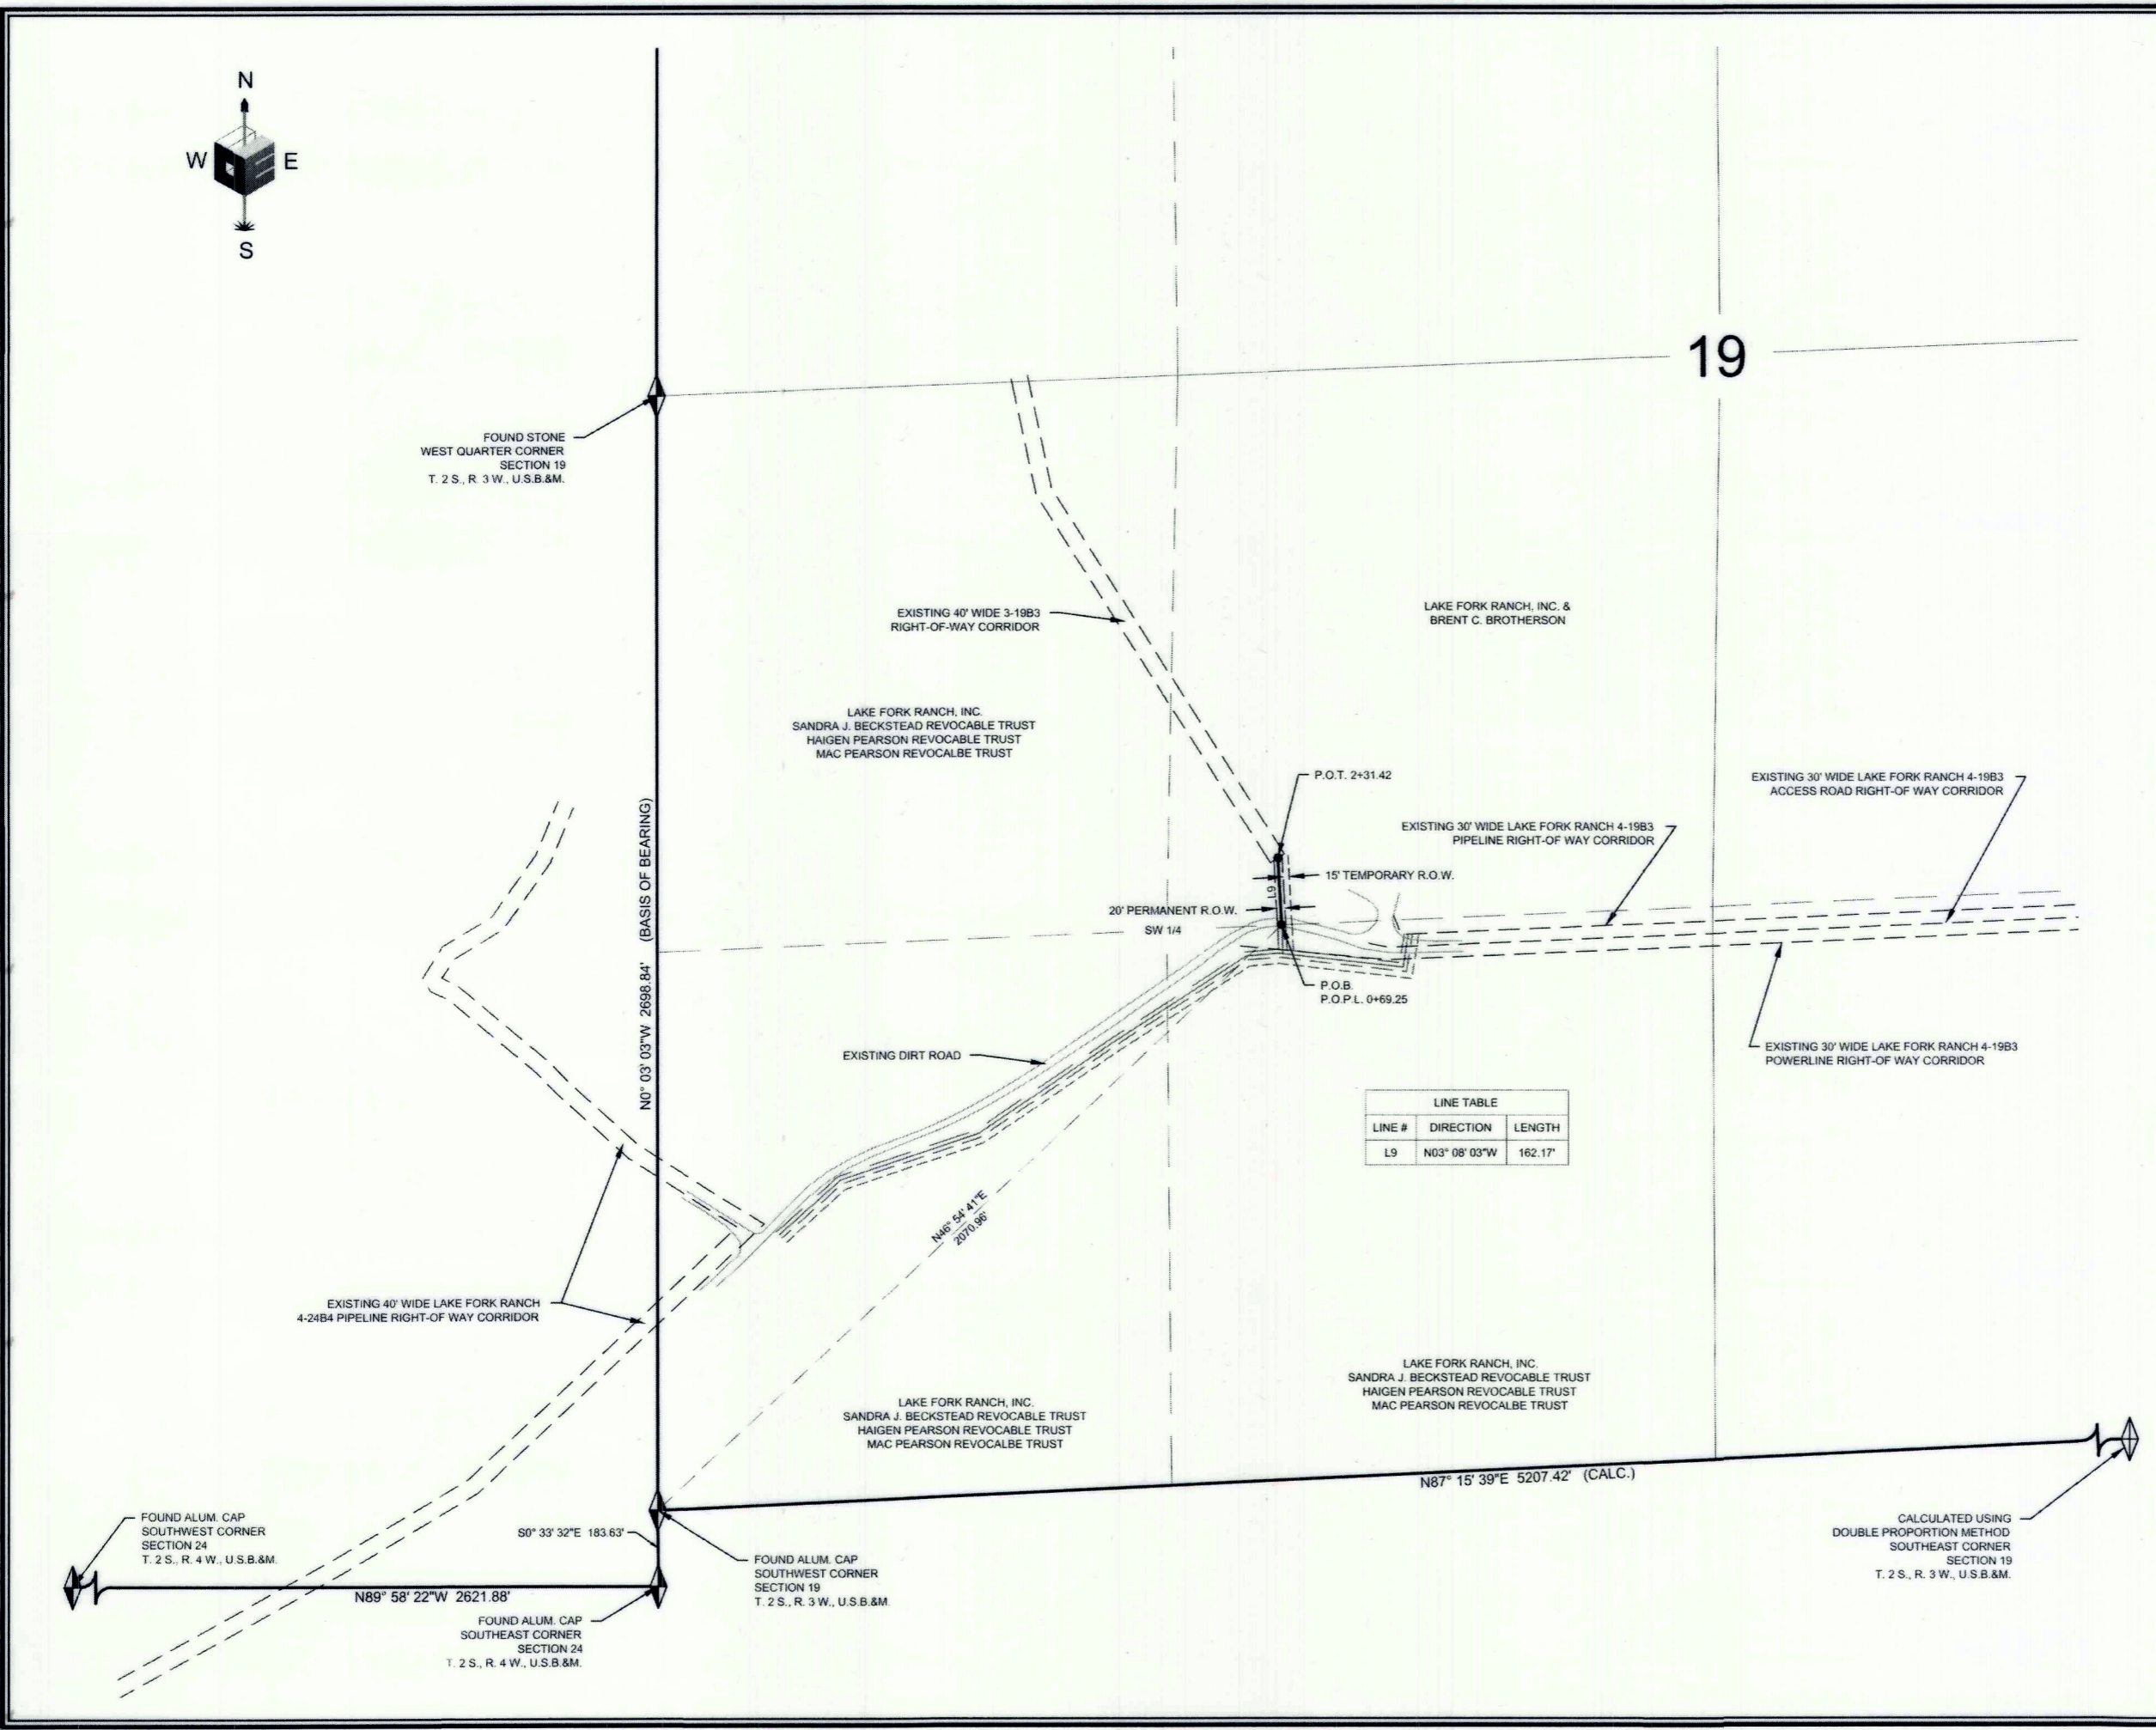 N
W
E
S
19
FOUND STONE
WEST QUARTER CORNER
SECTION 19
T. 2 S., R. 3 W., U.S.B.&M.
EXISTING 40' WIDE 3-19B3
RIGHT-OF-WAY CORRIDOR
LAKE FORK RANCH, INC. &
BRENT C. BROTHERSON
LAKE FORK RANCH, INC.
SANDRA J. BECKSTEAD REVOCABLE TRUST
HAIGEN PEARSON REVOCABLE TRUST
MAC PEARSON REVOCALBE TRUST
P.O.T. 2+31.42
EXISTING 30' WIDE LAKE FORK RANCH 4-19B3
ACCESS ROAD RIGHT-OF WAY CORRIDOR
EXISTING 30' WIDE LAKE FORK RANCH 4-19B3
PIPELINE RIGHT-OF WAY CORRIDOR
15' TEMPORARY R.O.W.
L9
20' PERMANENT R.O.W.
SW 1/4
P.O.B.
P.O.P.L. 0+69.25
N0° 03' 03"W 2698.84' (BASIS OF BEARING)
EXISTING DIRT ROAD
EXISTING 30' WIDE LAKE FORK RANCH 4-19B3
POWERLINE RIGHT-OF WAY CORRIDOR
LINE TABLE
LINE # DIRECTION LENGTH
L9 N03° 08' 03"W 162.17'
N46° 54' 41"E
2070.96'
EXISTING 40' WIDE LAKE FORK RANCH
4-24B4 PIPELINE RIGHT-OF WAY CORRIDOR
LAKE FORK RANCH, INC.
SANDRA J. BECKSTEAD REVOCABLE TRUST
HAIGEN PEARSON REVOCABLE TRUST
MAC PEARSON REVOCALBE TRUST
LAKE FORK RANCH, INC.
SANDRA J. BECKSTEAD REVOCABLE TRUST
HAIGEN PEARSON REVOCABLE TRUST
MAC PEARSON REVOCALBE TRUST
N87° 15' 39"E 5207.42' (CALC.)
FOUND ALUM. CAP
SOUTHWEST CORNER
SECTION 24
T. 2 S., R. 4 W., U.S.B.&M.
S0° 33' 32"E 183.63'
N89° 58' 22"W 2621.88'
FOUND ALUM. CAP
SOUTHWEST CORNER
SECTION 19
T. 2 S., R. 3 W., U.S.B.&M.
FOUND ALUM. CAP
SOUTHEAST CORNER
SECTION 24
T. 2 S., R. 4 W., U.S.B.&M.
CALCULATED USING
DOUBLE PROPORTION METHOD
SOUTHEAST CORNER
SECTION 19
T. 2 S., R. 3 W., U.S.B.&M.